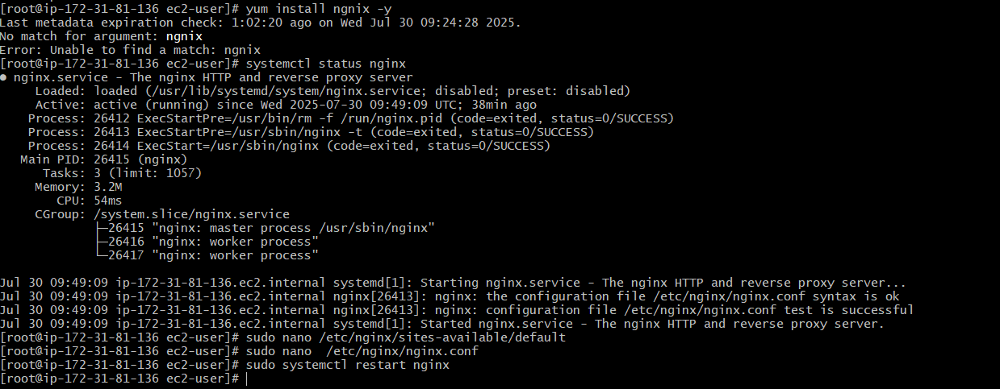 [root@ip-172-31-81-136 ec2-user]# yum install ngnix -y
Last metadata expiration check: 1:02:20 ago on Wed Jul 30 09:24:28 2025.
No match for argument: ngnix
Error: Unable to find a match: ngnix
[root@ip-172-31-81-136 ec2-user]# systemctl status nginx
● nginx.service - The nginx HTTP and reverse proxy server
     Loaded: loaded (/usr/lib/systemd/system/nginx.service; disabled; preset: disabled)
     Active: active (running) since Wed 2025-07-30 09:49:09 UTC; 38min ago
    Process: 26412 ExecStartPre=/usr/bin/rm -f /run/nginx.pid (code=exited, status=0/SUCCESS)
    Process: 26413 ExecStartPre=/usr/sbin/nginx -t (code=exited, status=0/SUCCESS)
    Process: 26414 ExecStart=/usr/sbin/nginx (code=exited, status=0/SUCCESS)
   Main PID: 26415 (nginx)
      Tasks: 3 (limit: 1057)
     Memory: 3.2M
        CPU: 54ms
     CGroup: /system.slice/nginx.service
             ├─26415 "nginx: master process /usr/sbin/nginx"
             ├─26416 "nginx: worker process"
             └─26417 "nginx: worker process"
Jul 30 09:49:09 ip-172-31-81-136.ec2.internal systemd[1]: Starting nginx.service - The nginx HTTP and reverse proxy server...
Jul 30 09:49:09 ip-172-31-81-136.ec2.internal nginx[26413]: nginx: the configuration file /etc/nginx/nginx.conf syntax is ok
Jul 30 09:49:09 ip-172-31-81-136.ec2.internal nginx[26413]: nginx: configuration file /etc/nginx/nginx.conf test is successful
Jul 30 09:49:09 ip-172-31-81-136.ec2.internal systemd[1]: Started nginx.service - The nginx HTTP and reverse proxy server.
[root@ip-172-31-81-136 ec2-user]# sudo nano /etc/nginx/sites-available/default
[root@ip-172-31-81-136 ec2-user]# sudo nano  /etc/nginx/nginx.conf
[root@ip-172-31-81-136 ec2-user]# sudo systemctl restart nginx
[root@ip-172-31-81-136 ec2-user]#